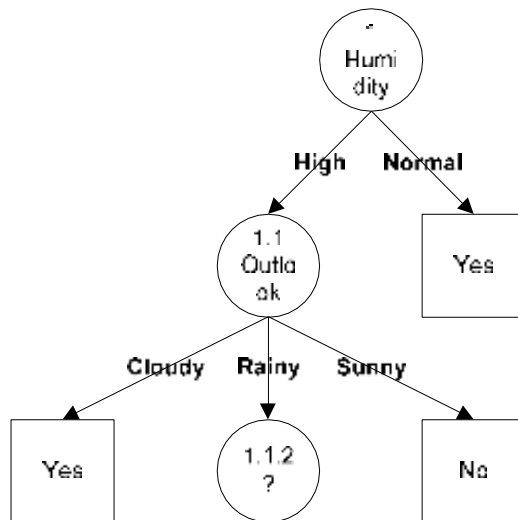 Humi
dity
High Normal
1.1
Outlo
ok
Yes
Cloudy Rainy Sunny
Yes
1.1.2
?
No